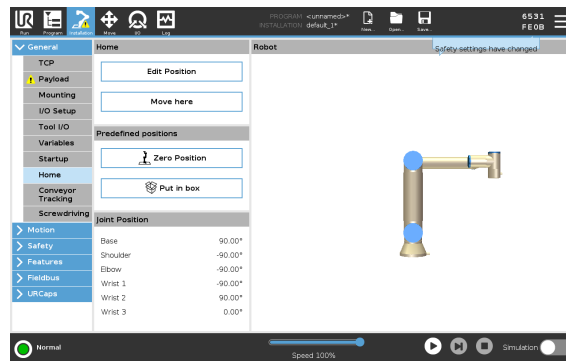 UR
Run
Program
Installation
Move
I/O
Log
PROGRAM <unnamed>*
INSTALLATION default_1*
New...
Open...
Save...
6531
FE0B
General
TCP
Payload
Mounting
I/O Setup
Tool I/O
Variables
Startup
Home
Conveyor
Tracking
Screwdriving
Motion
Safety
Features
Fieldbus
URCaps
Home
Edit Position
Move here
Predefined positions
Zero Position
Put in box
Joint Position
Base 90.00°
Shoulder -90.00°
Elbow -90.00°
Wrist 1 -90.00°
Wrist 2 90.00°
Wrist 3 0.00°
Robot
Safety settings have changed
Normal
Speed 100%
Simulation